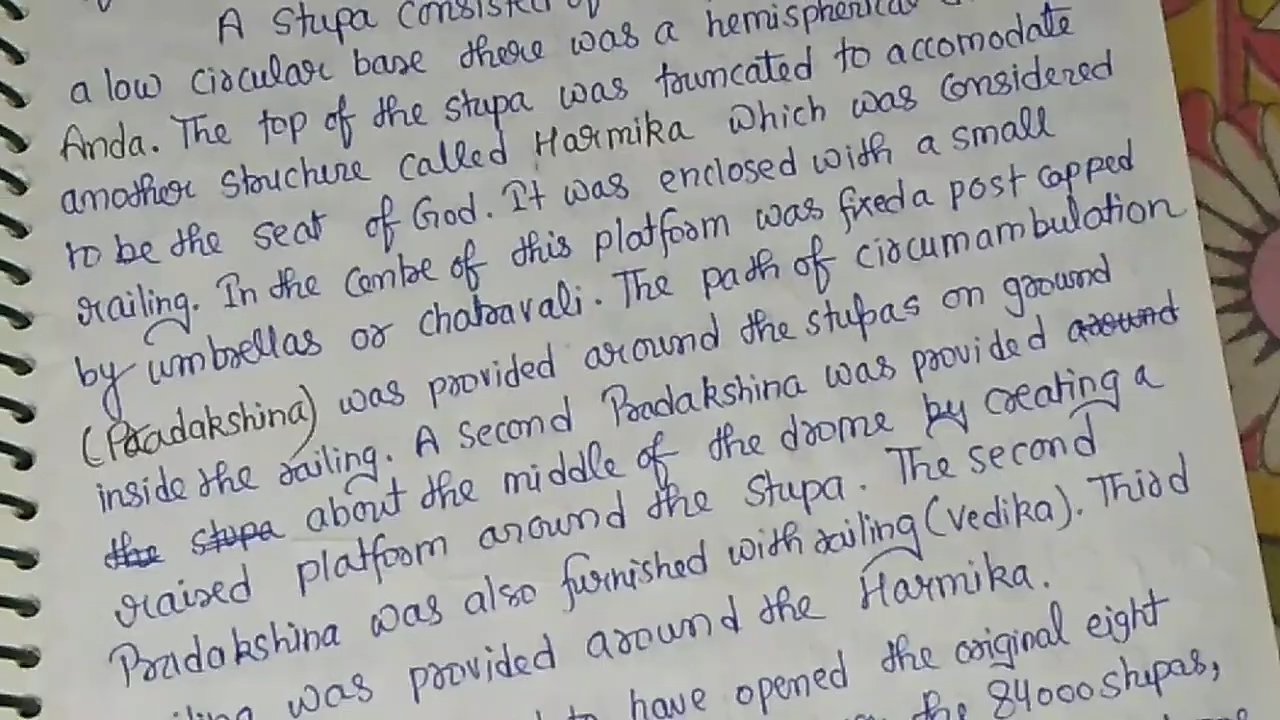 A Stupa consisted of
a low circular base there was a hemispherical
Anda. The top of the stupa was truncated to accomodate
another structure called Harmika which was considered
to be the seat of God. It was enclosed with a small
railing. In the centre of this platform was fixed a post capped
by umbrellas or chatravali. The path of circumambulation
(Pradakshina) was provided around the stupas on ground
inside the railing. A second Pradakshina was provided around
the stupa about the middle of the drome by creating a
raised platform around the stupa. The second
Pradakshina was also furnished with railing (vedika). Third
was provided around the Harmika.
have opened the original eight
the 84000 stupas,